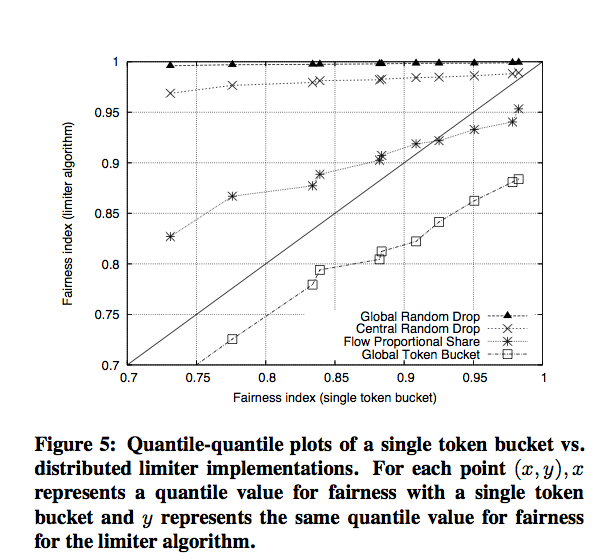 1
0.95
0.9
0.85
0.8
0.75
0.7
0.7
0.75
0.8
0.85
0.9
0.95
1
Fairness index (limiter algorithm)
Fairness index (single token bucket)
Global Random Drop
Central Random Drop
Flow Proportional Share
Global Token Bucket
Figure 5: Quantile-quantile plots of a single token bucket vs.
distributed limiter implementations. For each point (x, y), x
represents a quantile value for fairness with a single token
bucket and y represents the same quantile value for fairness
for the limiter algorithm.